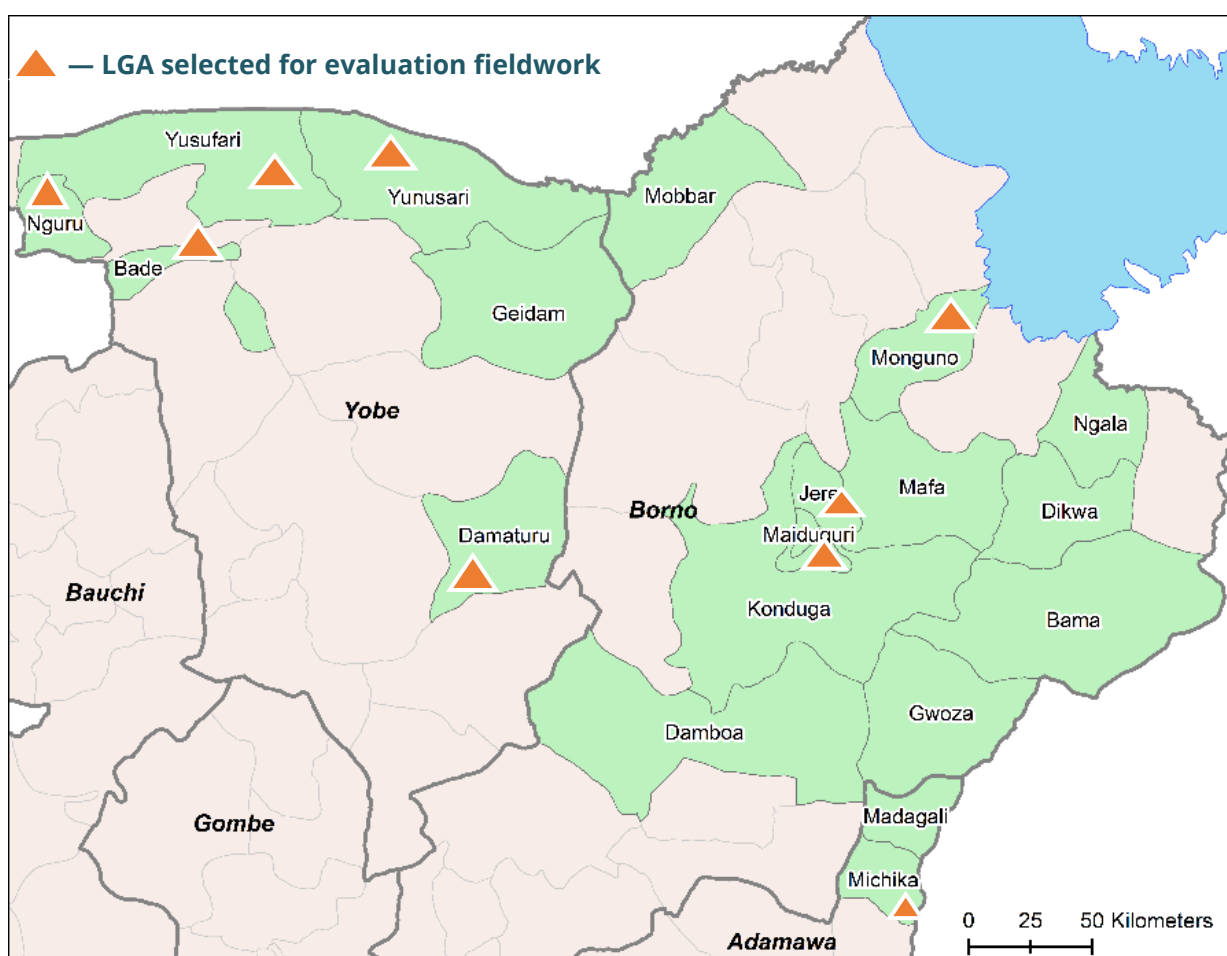 — LGA selected for evaluation fieldwork
Yusufari
Yunusari
Mobbar
Nguru
Bade
Geidam
Monguno
Yobe
Ngala
Jere
Mafa
Borno
Dikwa
Damaturu
Maiduguri
Bauchi
Konduga
Bama
Gwoza
Damboa
Madagali
Gombe
Michika
0 25 50 Kilometers
Adamawa